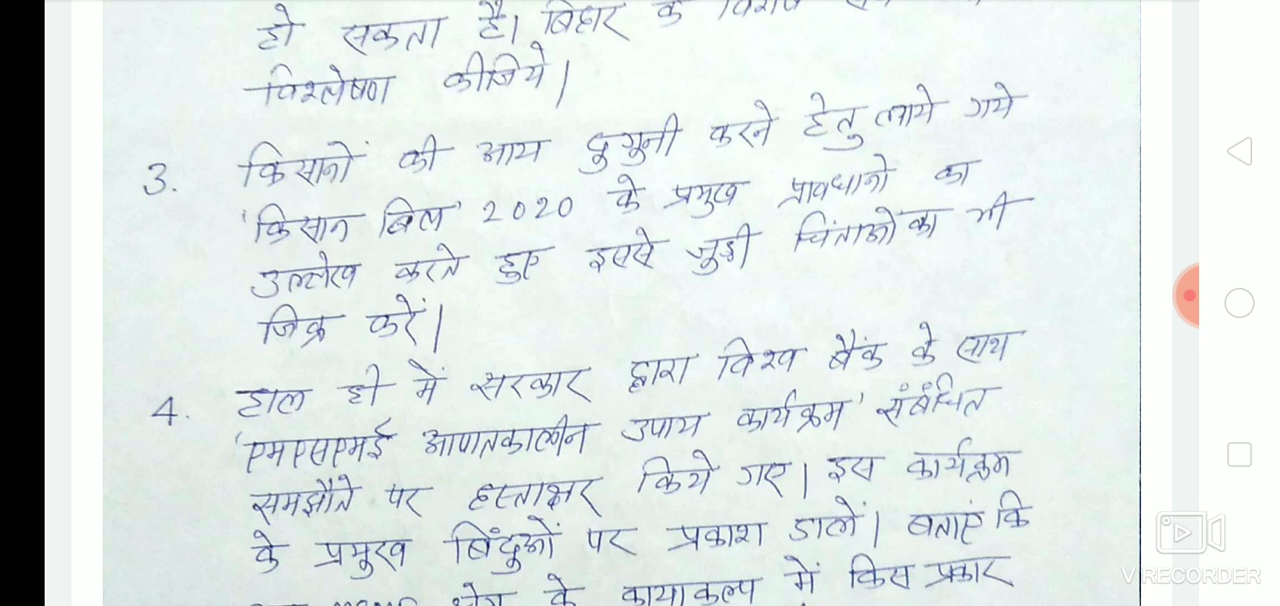 हो सकता है। बिहार के
विश्लेषण कीजिये।
3. किसानों की आय दुगुनी करने हेतु लाये गये
'किसान बिल' 2020 के प्रमुख प्रावधानो का
उल्लेख करते हुए इससे जुड़ी चिंताओं का भी
जिक्र करें।
4. हाल ही में सरकार द्वारा विश्व बैंक के साथ
'एमएसएमई आपातकालीन उपाय कार्यक्रम' संबंधित
समझौते पर हस्ताक्षर किये गए। इस कार्यक्रम
के प्रमुख बिंदुओं पर प्रकाश डालें। बताएं कि
के कायाकल्प में किस प्रकार
VIRECORDER